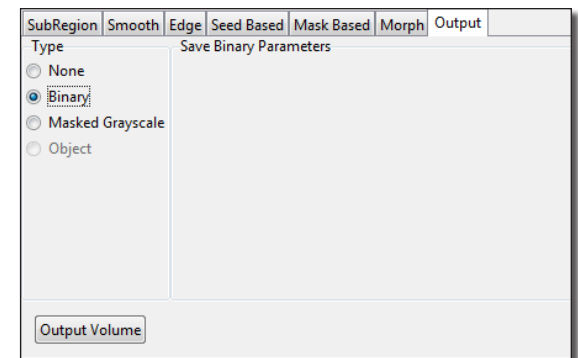 SubRegion Smooth Edge Seed Based Mask Based Morph Output
Type Save Binary Parameters
None
Binary
Masked Grayscale
Object
Output Volume